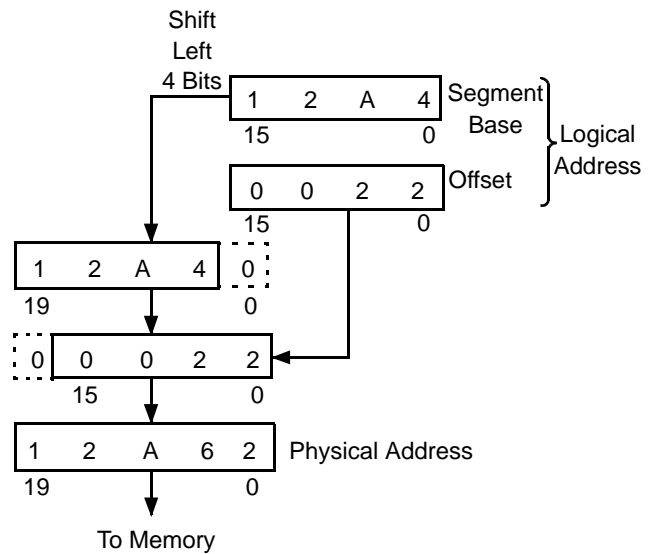 Shift
Left
4 Bits
1 2 A 4
Segment
Base
15 0
Logical
Address
0 0 2 2
Offset
15 0
1 2 A 4 0
19 0
0 0 0 2 2
15 0
1 2 A 6 2
Physical Address
19 0
To Memory